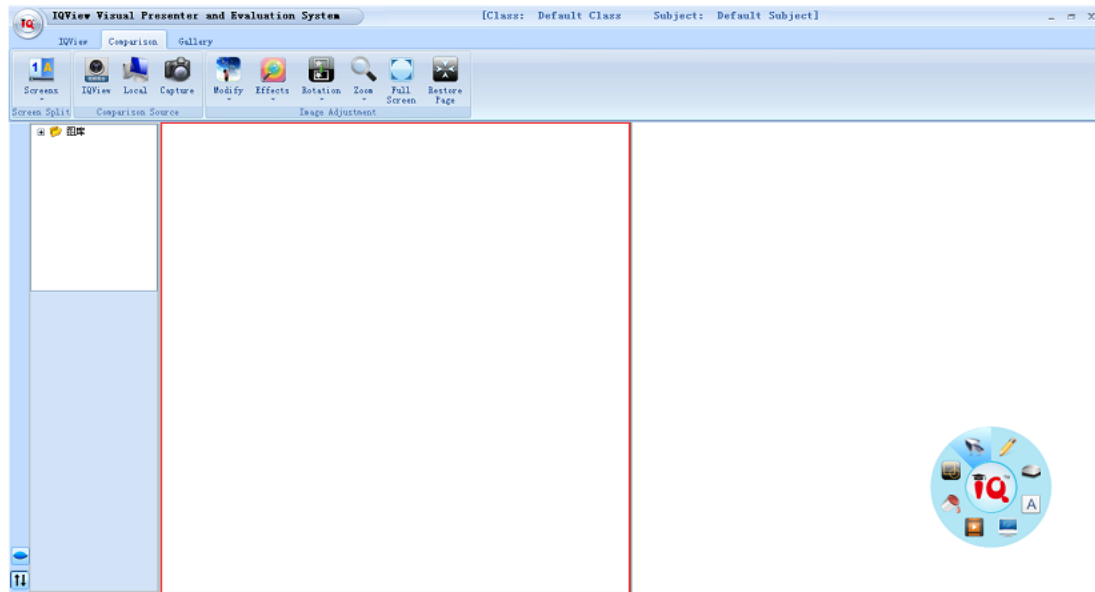 IQView Visual Presenter and Evaluation System [Class: Default Class Subject: Default Subject]
IQ
IQView Comparison Gallery
1 A
Screens IQView Local Capture Modify Effects Rotation Zoom Full Screen Restore Page
Screen Split Comparison Source Image Adjustment
图库
IQ
A